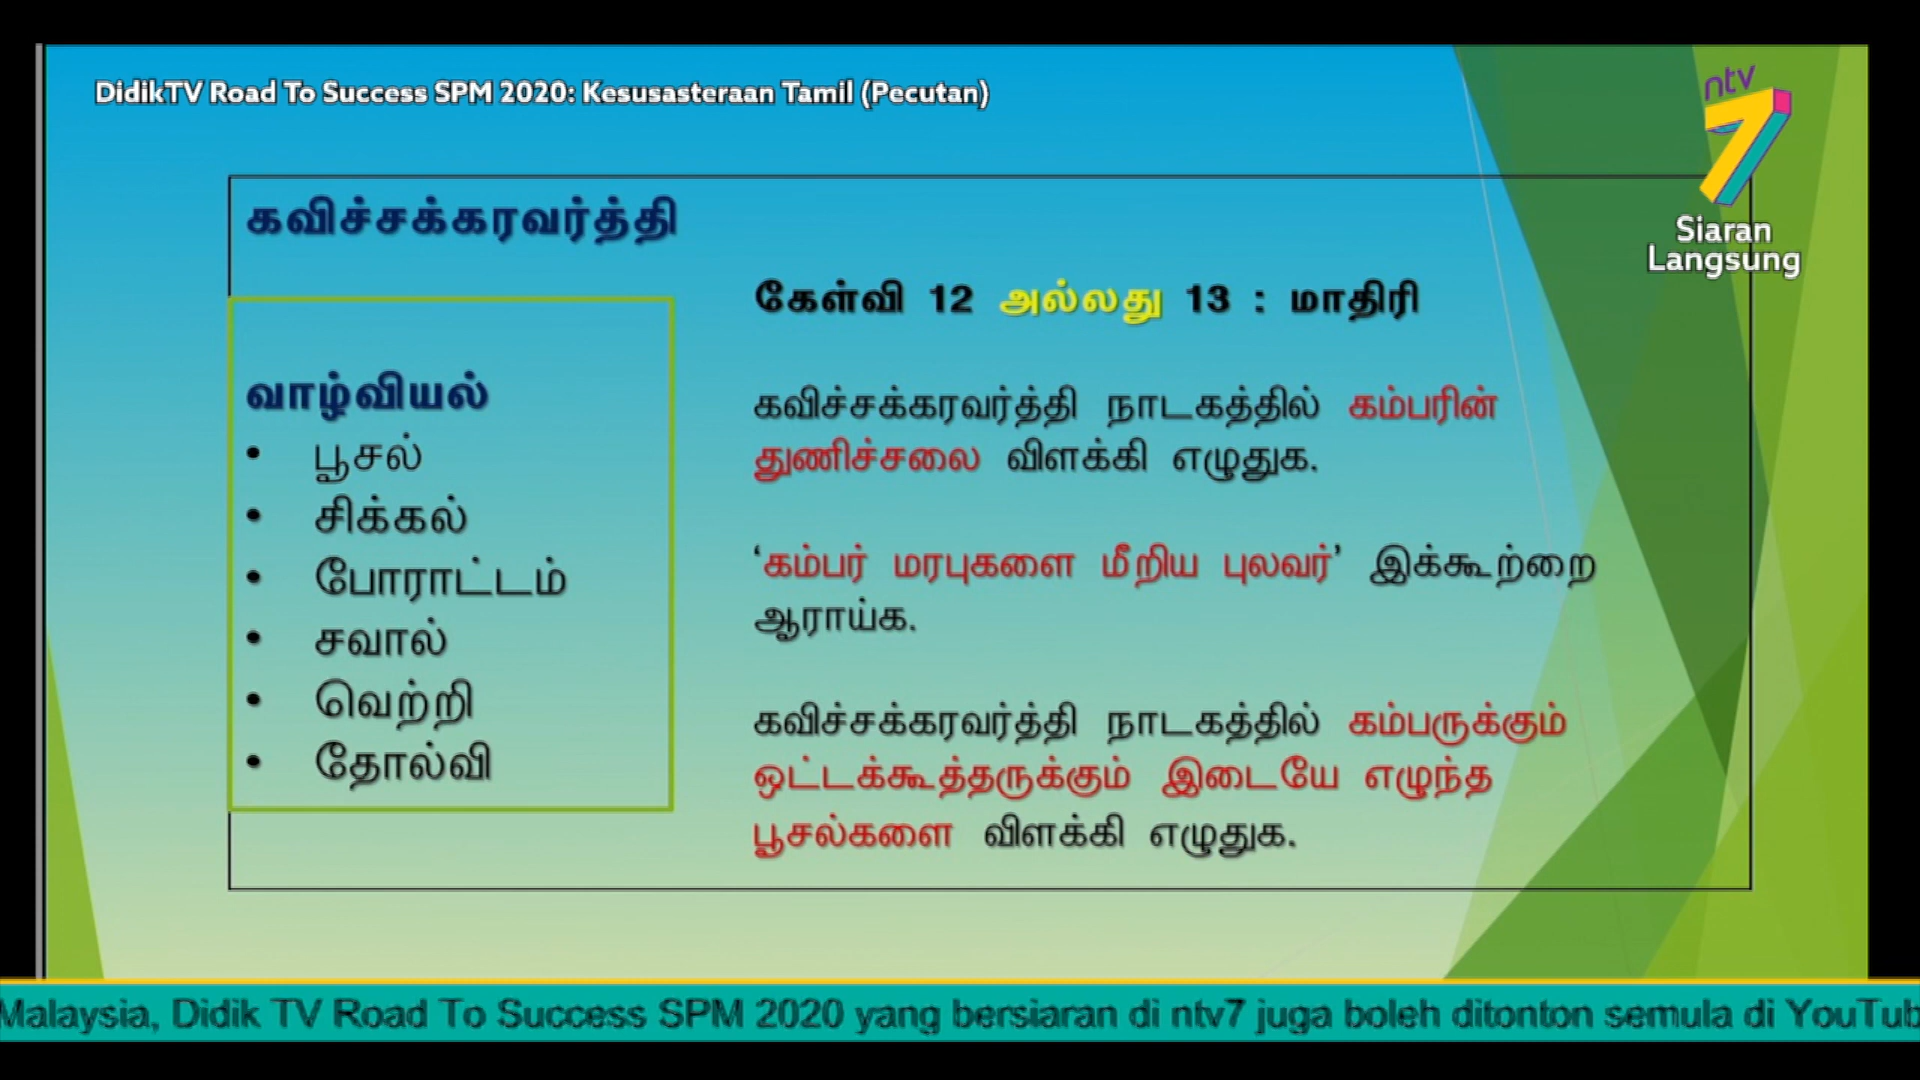 DidikTV Road To Success SPM 2020: Kesusasteraan Tamil (Pecutan)
ntv
7
Siaran
Langsung
கவிச்சக்கரவர்த்தி
வாழ்வியல்
• பூசல்
• சிக்கல்
• போராட்டம்
• சவால்
• வெற்றி
• தோல்வி
கேள்வி 12 அல்லது 13 : மாதிரி
கவிச்சக்கரவர்த்தி நாடகத்தில் கம்பரின்
துணிச்சலை விளக்கி எழுதுக.
‘கம்பர் மரபுகளை மீறிய புலவர்’ இக்கூற்றை
ஆராய்க.
கவிச்சக்கரவர்த்தி நாடகத்தில் கம்பருக்கும்
ஒட்டக்கூத்தருக்கும் இடையே எழுந்த
பூசல்களை விளக்கி எழுதுக.
Malaysia, Didik TV Road To Success SPM 2020 yang bersiaran di ntv7 juga boleh ditonton semula di YouTub